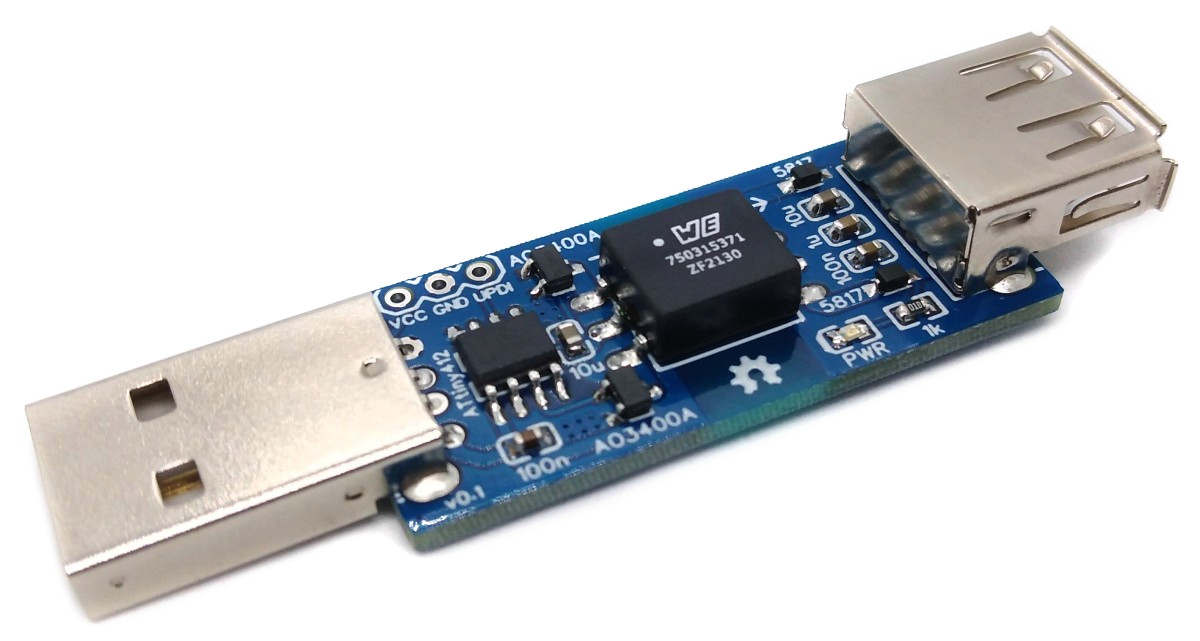 5817
10u
1u
100n
5817
1k
PWR
WE
750315371
ZF2130
AO3400A
VCC GND UPDI
ATtiny412
10u
AO3400A
100n
v0.1